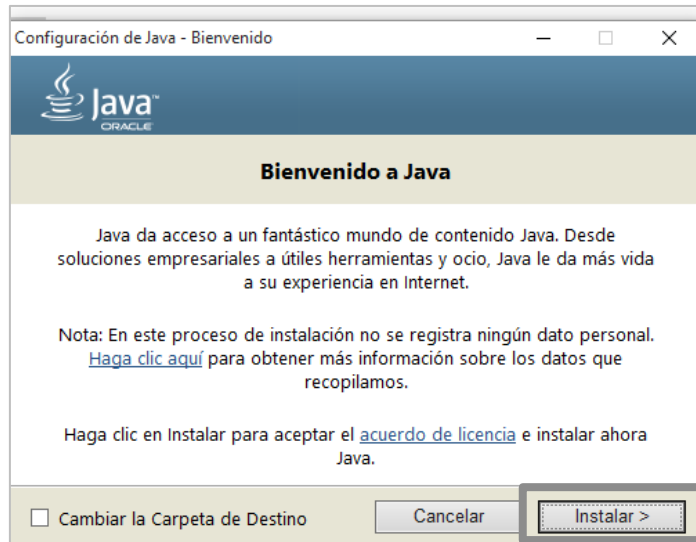 Configuración de Java - Bienvenido
Java™
ORACLE
Bienvenido a Java
Java da acceso a un fantástico mundo de contenido Java. Desde
soluciones empresariales a útiles herramientas y ocio, Java le da más vida
a su experiencia en Internet.
Nota: En este proceso de instalación no se registra ningún dato personal.
Haga clic aquí para obtener más información sobre los datos que
recopilamos.
Haga clic en Instalar para aceptar el acuerdo de licencia e instalar ahora
Java.
Cambiar la Carpeta de Destino
Cancelar
Instalar >